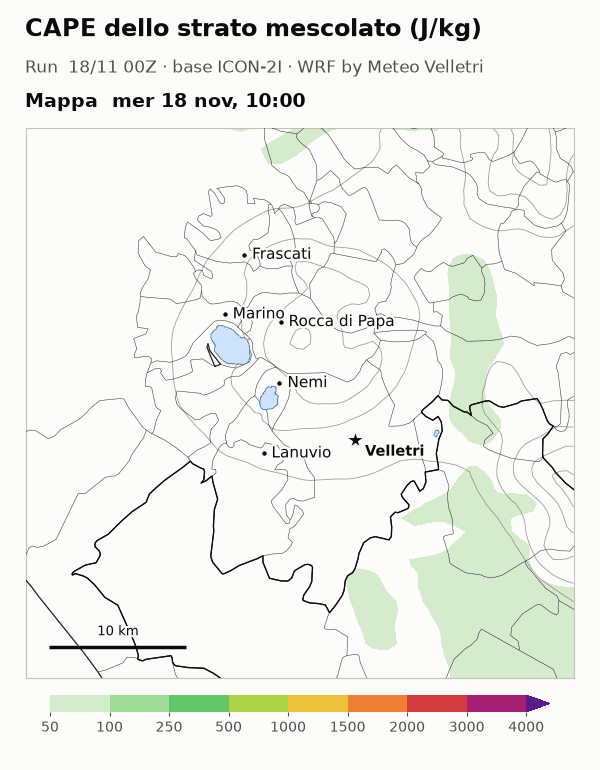 CAPE dello strato mescolato (J/kg)
Run  18/11 00Z · base ICON-2I · WRF by Meteo Velletri
Mappa  mer 18 nov, 10:00
Frascati
Marino
Rocca di Papa
Nemi
Velletri
Lanuvio
10 km
50 100 250 500 1000 1500 2000 3000 4000